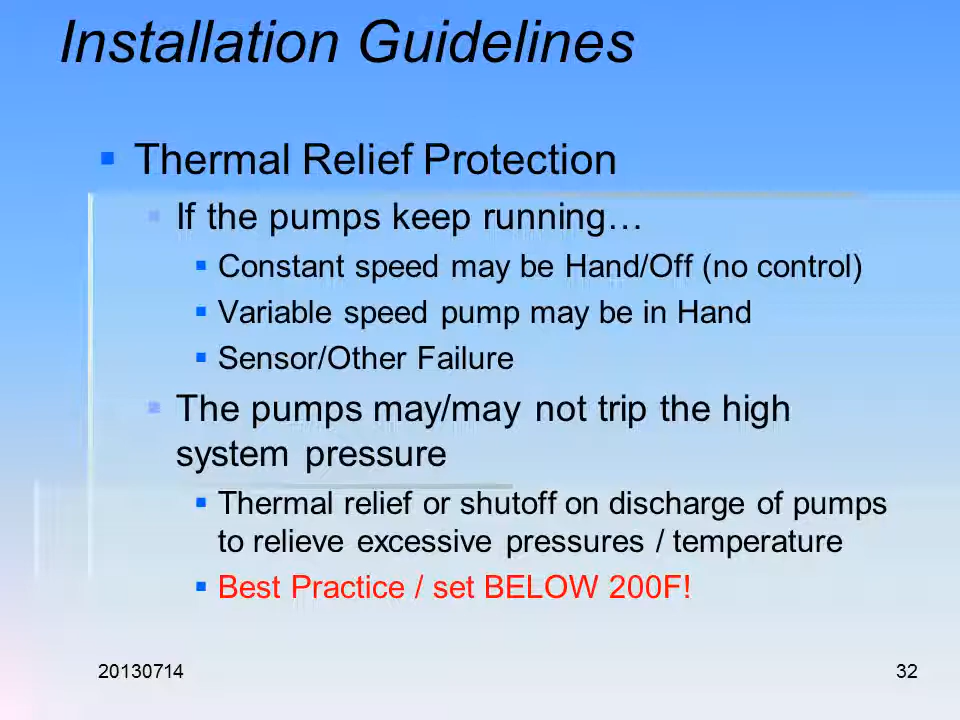 Installation Guidelines
Thermal Relief Protection
If the pumps keep running…
Constant speed may be Hand/Off (no control)
Variable speed pump may be in Hand
Sensor/Other Failure
The pumps may/may not trip the high
system pressure
Thermal relief or shutoff on discharge of pumps
to relieve excessive pressures / temperature
Best Practice / set BELOW 200F!
20130714
32